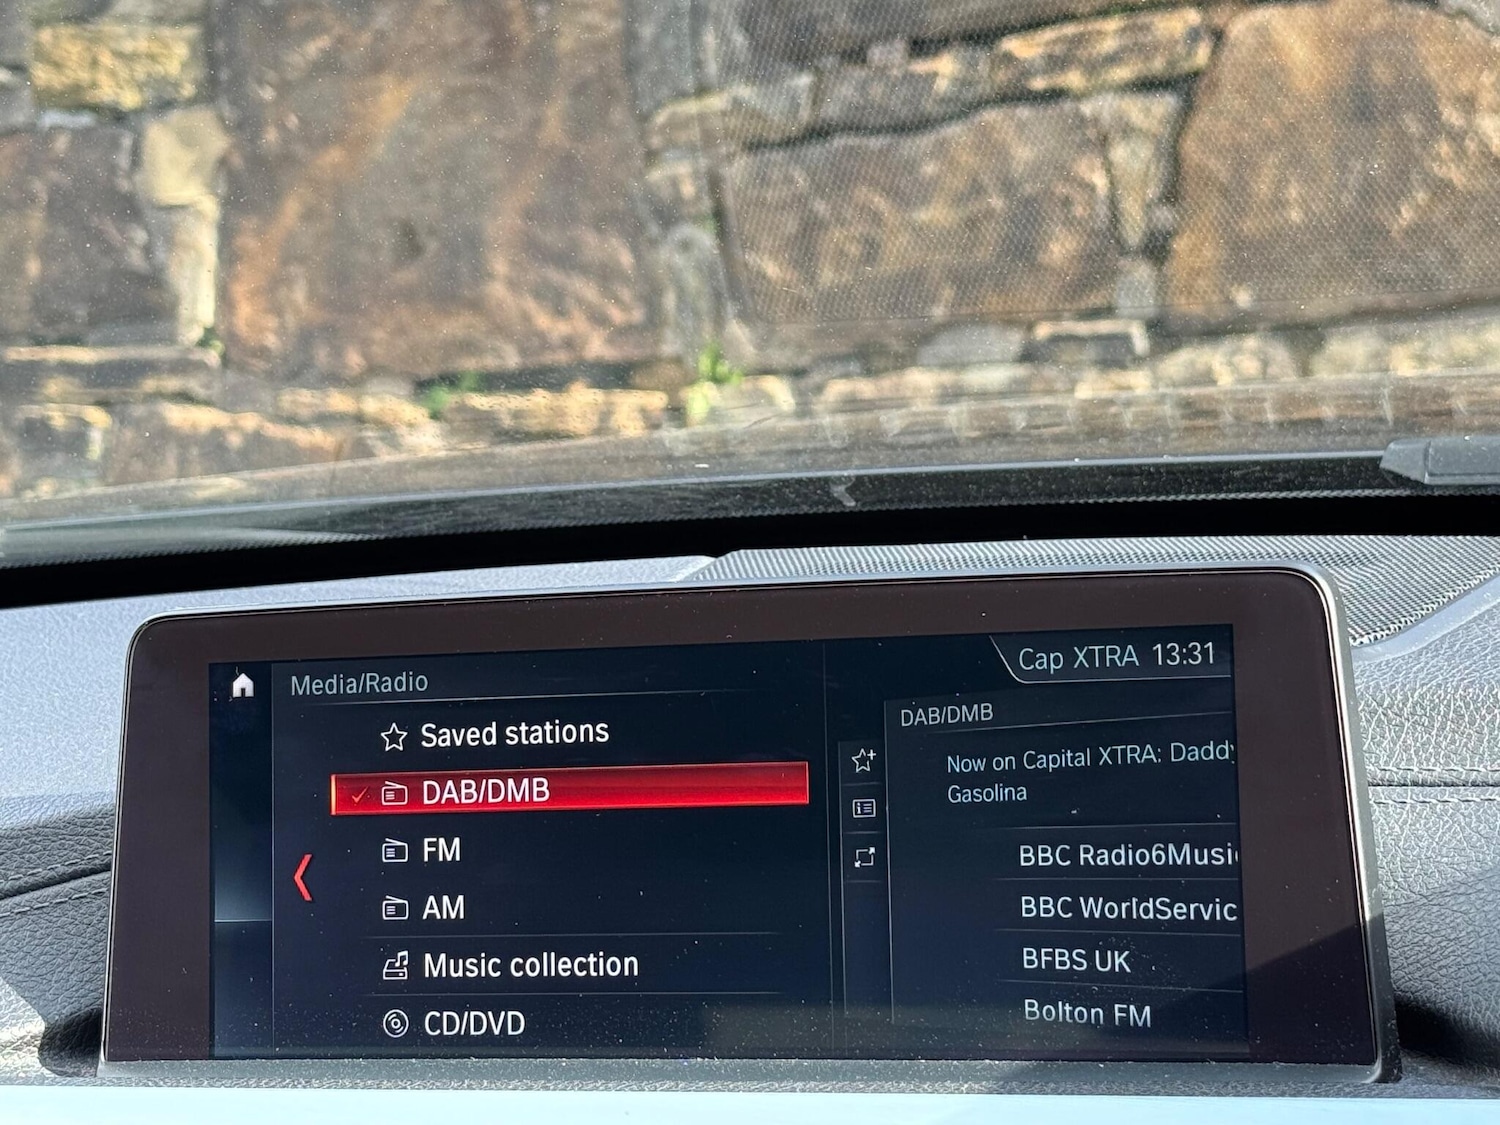 Cap XTRA 13:31
Media/Radio
Saved stations
DAB/DMB
FM
AM
Music collection
CD/DVD
DAB/DMB
Now on Capital XTRA: Daddy
Gasolina
BBC Radio6Musi
BBC WorldServic
BFBS UK
Bolton FM